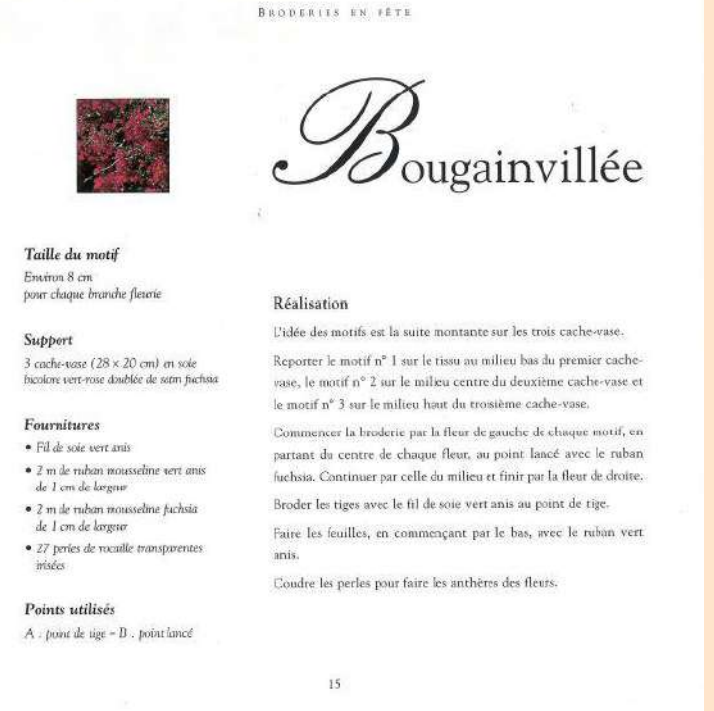 BRODERIES EN FÊTE
Bougainvillée
Taille du motif
Environ 8 cm
pour chaque branche fleurie
Support
3 cache-vase (28 x 20 cm) en soie
bicolore vert-rose doublée de satin fuchsia
Fournitures
• Fil de soie vert anis
• 2 m de ruban mousseline vert anis
de 1 cm de largeur
• 2 m de ruban mousseline fuchsia
de 1 cm de largeur
• 27 perles de rocaille transparentes
irisées
Points utilisés
A : point de tige - B : point lancé
Réalisation
L'idée des motifs est la suite montante sur les trois cache-vase.
Reporter le motif n° 1 sur le tissu au milieu bas du premier cache-
vase, le motif n° 2 sur le milieu centre du deuxième cache-vase et
le motif n° 3 sur le milieu haut du troisième cache-vase.
Commencer la broderie par la fleur de gauche de chaque motif, en
partant du centre de chaque fleur, au point lancé avec le ruban
fuchsia. Continuer par celle du milieu et finir par la fleur de droite.
Broder les tiges avec le fil de soie vert anis au point de tige.
Faire les feuilles, en commençant par le bas, avec le ruban vert
anis.
Coudre les perles pour faire les anthères des fleurs.
15